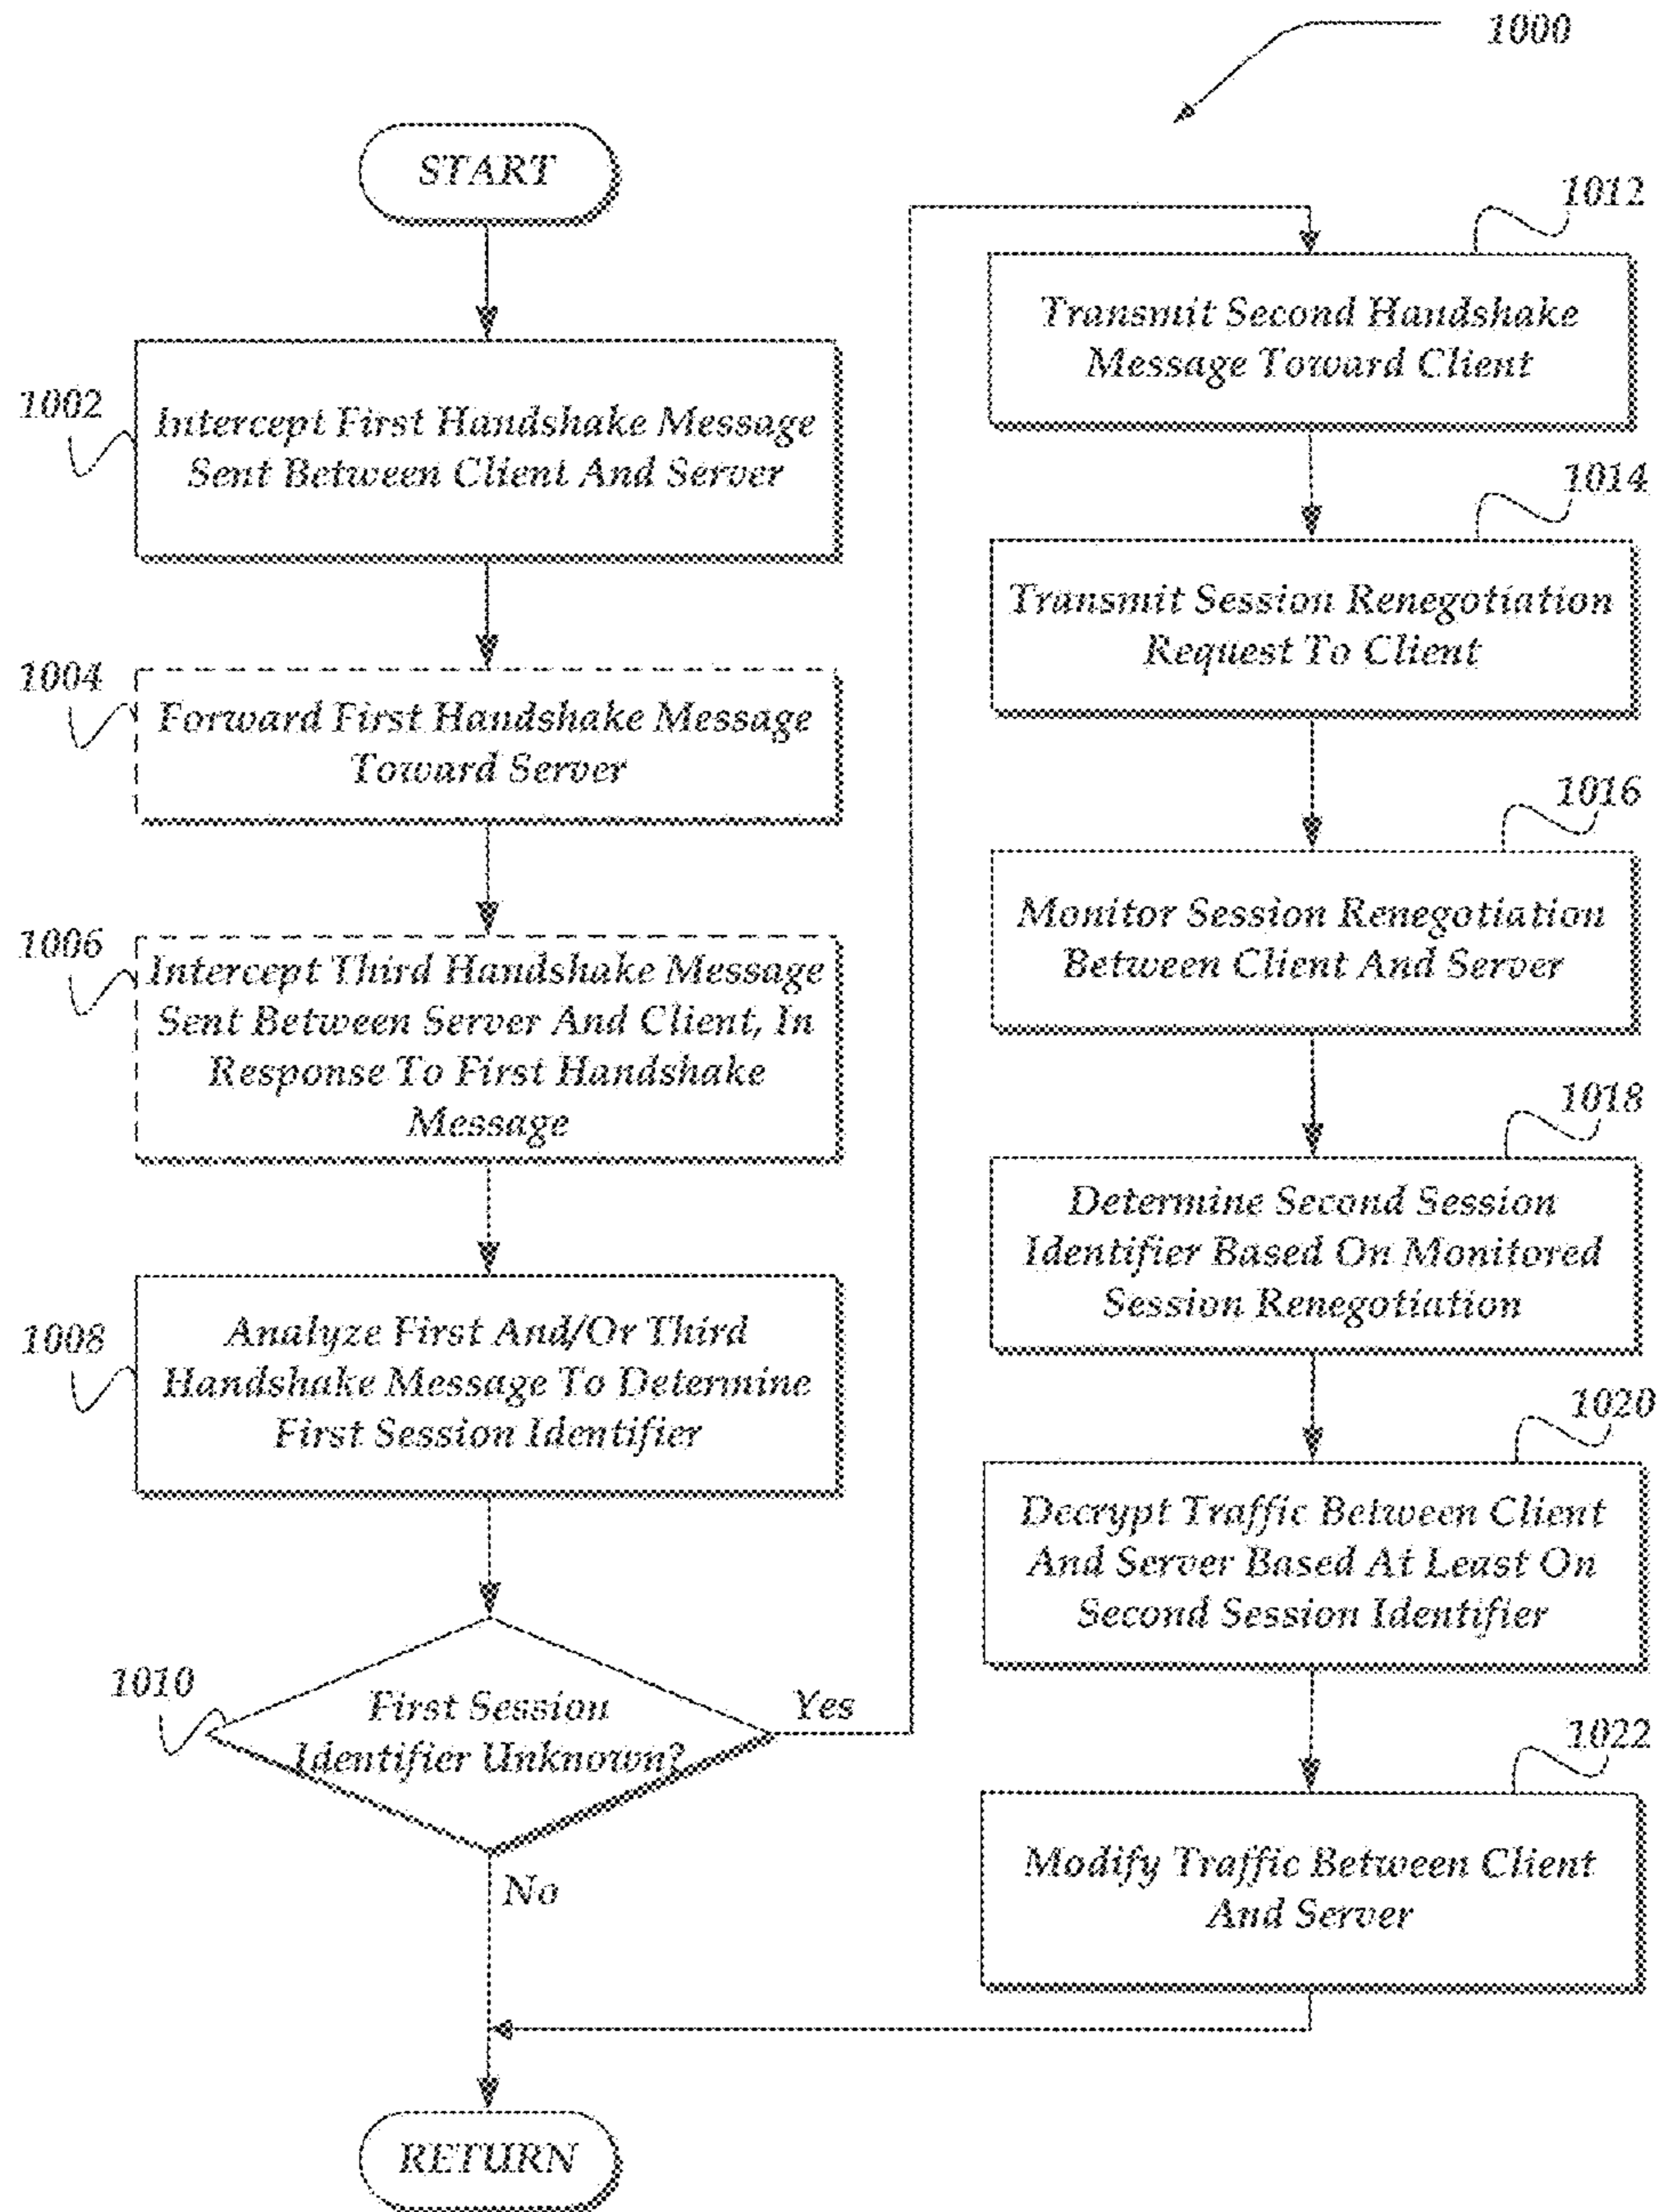 1000
START
1002
Intercept First Handshake Message
Sent Between Client And Server
1004
Forward First Handshake Message
Toward Server
1006
Intercept Third Handshake Message
Sent Between Server And Client, In
Response To First Handshake
Message
1008
Analyze First And/Or Third
Handshake Message To Determine
First Session Identifier
1010
First Session
Identifier Unknown?
Yes
No
1012
Transmit Second Handshake
Message Toward Client
1014
Transmit Session Renegotiation
Request To Client
1016
Monitor Session Renegotiation
Between Client And Server
1018
Determine Second Session
Identifier Based On Monitored
Session Renegotiation
1020
Decrypt Traffic Between Client
And Server Based At Least On
Second Session Identifier
1022
Modify Traffic Between Client
And Server
RETURN